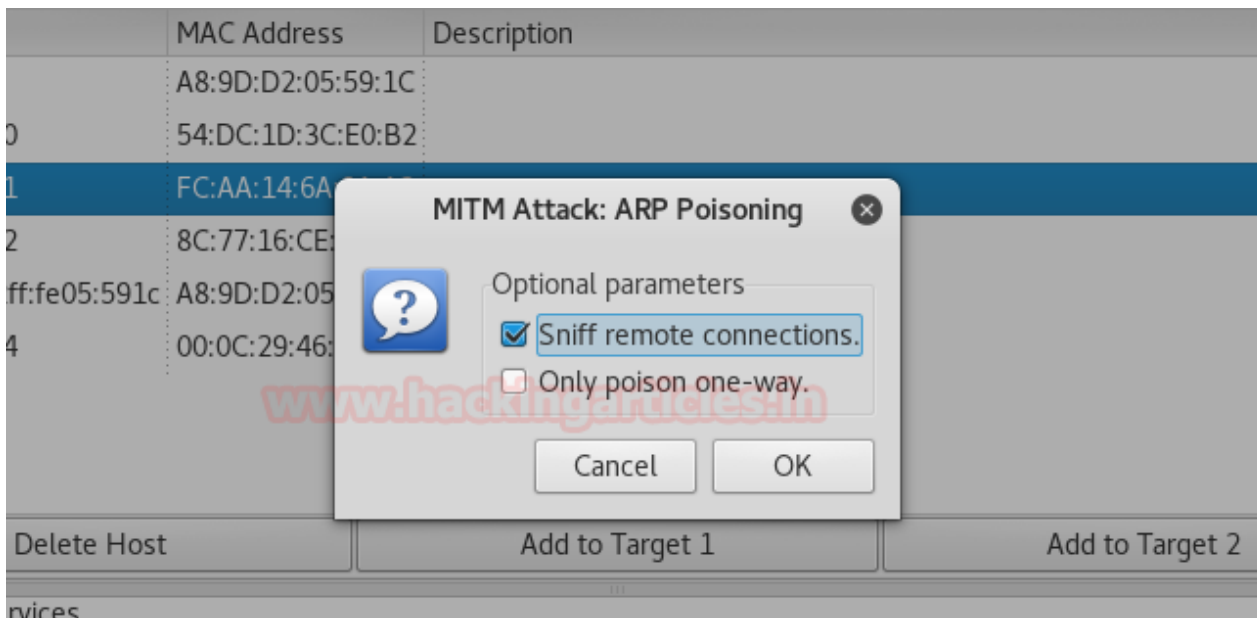 MAC Address Description
A8:9D:D2:05:59:1C
0 54:DC:1D:3C:E0:B2
1 FC:AA:14:6A
MITM Attack: ARP Poisoning
2 8C:77:16:CE:
Optional parameters
ff:fe05:591c A8:9D:D2:05
Sniff remote connections.
4 00:0C:29:46:
Only poison one-way.
www.hackingarticles.in
Cancel OK
Delete Host Add to Target 1 Add to Target 2
rvices